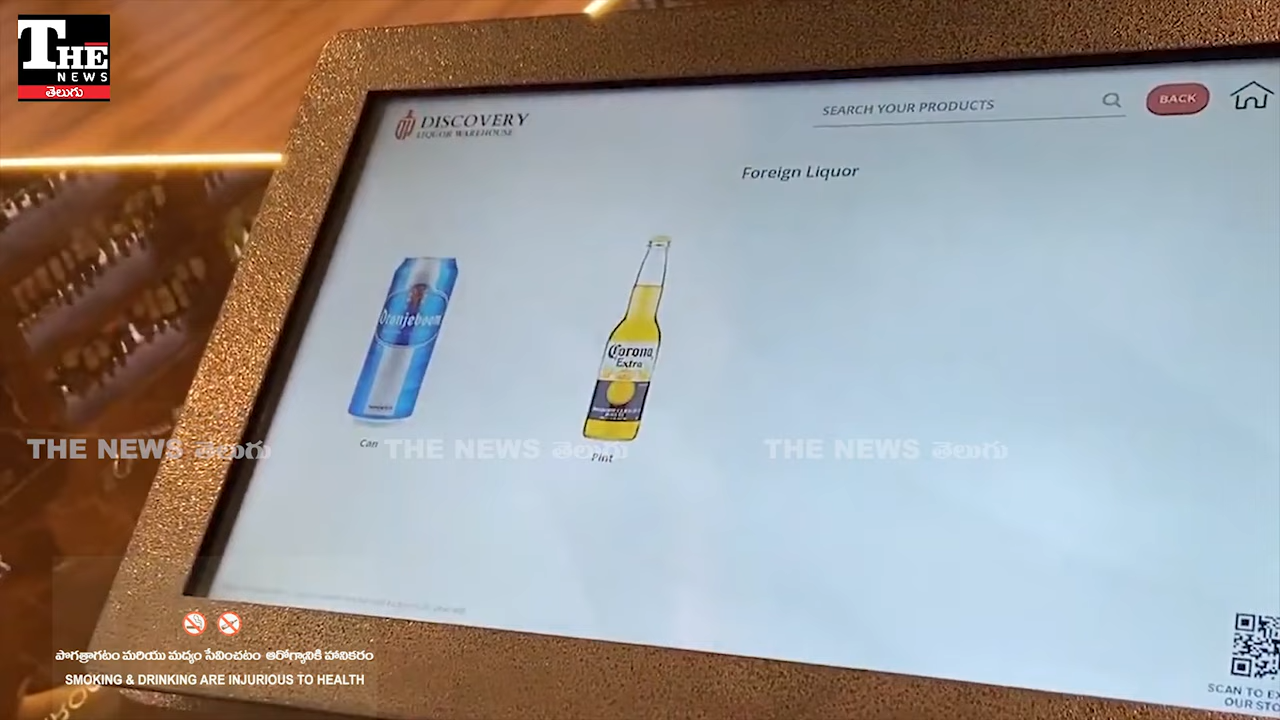 THE
NEWS
తెలుగు
DISCOVERY
LIQUOR WAREHOUSE
SEARCH YOUR PRODUCTS
BACK
Foreign Liquor
Oranjeboom
Can
Corona
Extra
Pint
THE NEWS తెలుగు THE NEWS తెలుగు THE NEWS తెలుగు
పొగత్రాగటం మరియు మద్యం సేవించటం ఆరోగ్యానికి హానికరం
SMOKING & DRINKING ARE INJURIOUS TO HEALTH
SCAN TO
OUR